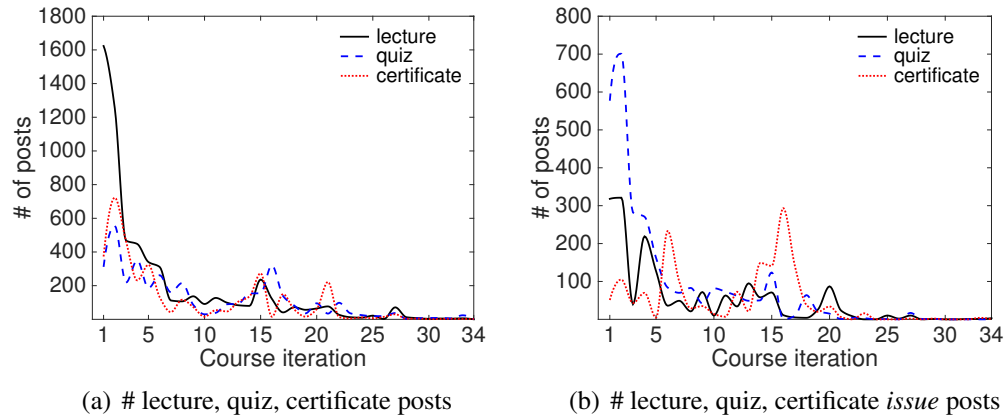 1800
1600
1400
1200
1000
800
600
400
200
# of posts
1
5
10
15
20
25
30
34
Course iteration
lecture
quiz
certificate
(a) # lecture, quiz, certificate posts
800
700
600
500
400
300
200
100
# of posts
1
5
10
15
20
25
30
34
Course iteration
lecture
quiz
certificate
(b) # lecture, quiz, certificate issue posts